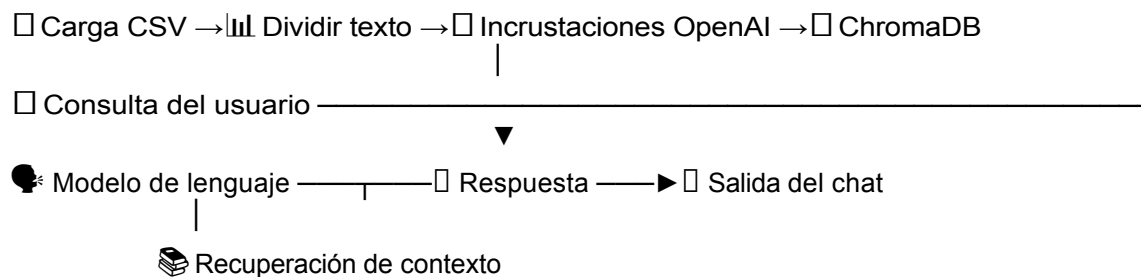 Carga CSV → Dividir texto → Incrustaciones OpenAI → ChromaDB
Consulta del usuario
Modelo de lenguaje Respuesta Salida del chat
Recuperación de contexto